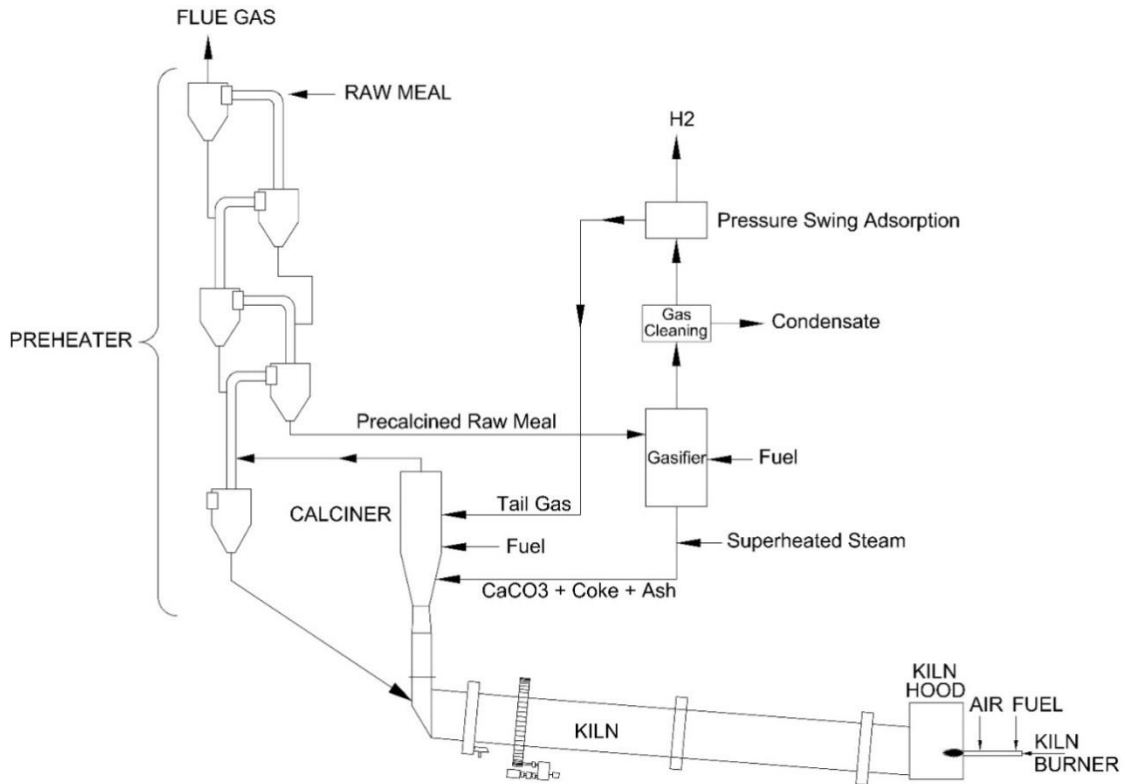 FLUE GAS
RAW MEAL
H2
Pressure Swing Adsorption
Gas
Cleaning
Condensate
PREHEATER
Precalcined Raw Meal
Gasifier
Fuel
CALCINER
Tail Gas
Fuel
Superheated Steam
CaCO3 + Coke + Ash
KILN
HOOD
AIR FUEL
KILN
KILN
BURNER